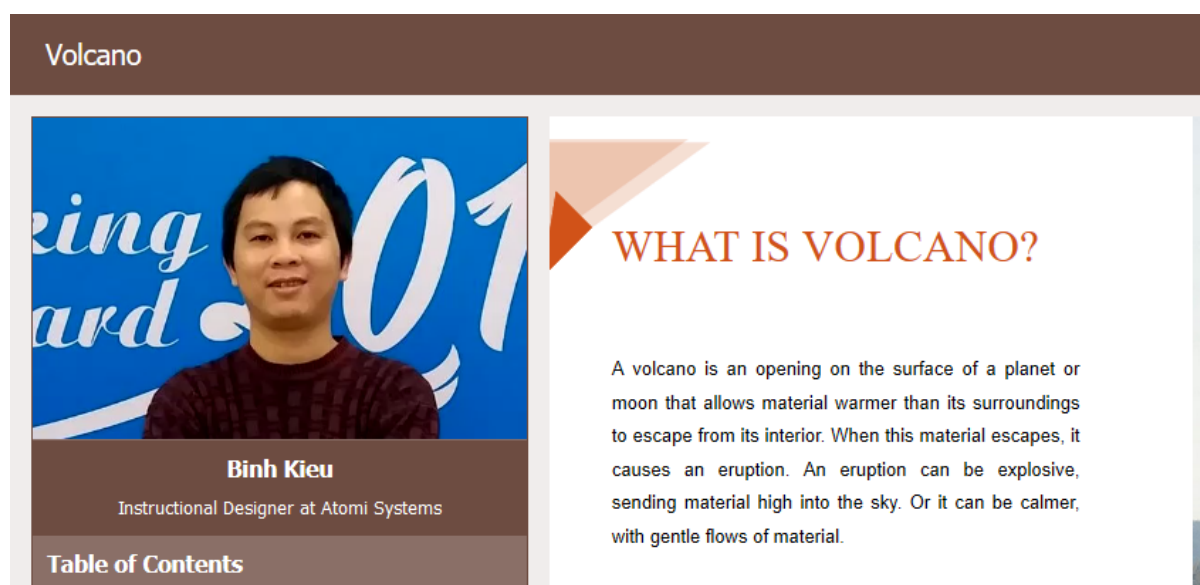 Volcano
king
ard 01
Binh Kieu
Instructional Designer at Atomi Systems
Table of Contents
WHAT IS VOLCANO?
A volcano is an opening on the surface of a planet or
moon that allows material warmer than its surroundings
to escape from its interior. When this material escapes, it
causes an eruption. An eruption can be explosive,
sending material high into the sky. Or it can be calmer,
with gentle flows of material.